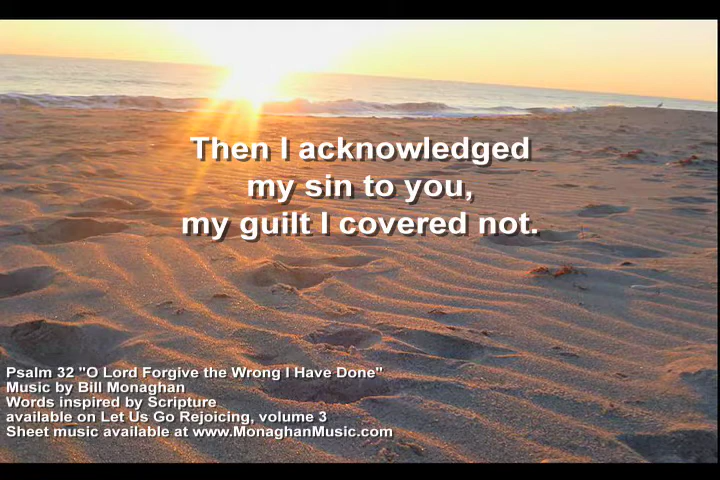 Then I acknowledged
my sin to you,
my guilt I covered not.
Psalm 32 "O Lord Forgive the Wrong I Have Done"
Music by Bill Monaghan
Words inspired by Scripture
available on Let Us Go Rejoicing, volume 3
Sheet music available at www.MonaghanMusic.com